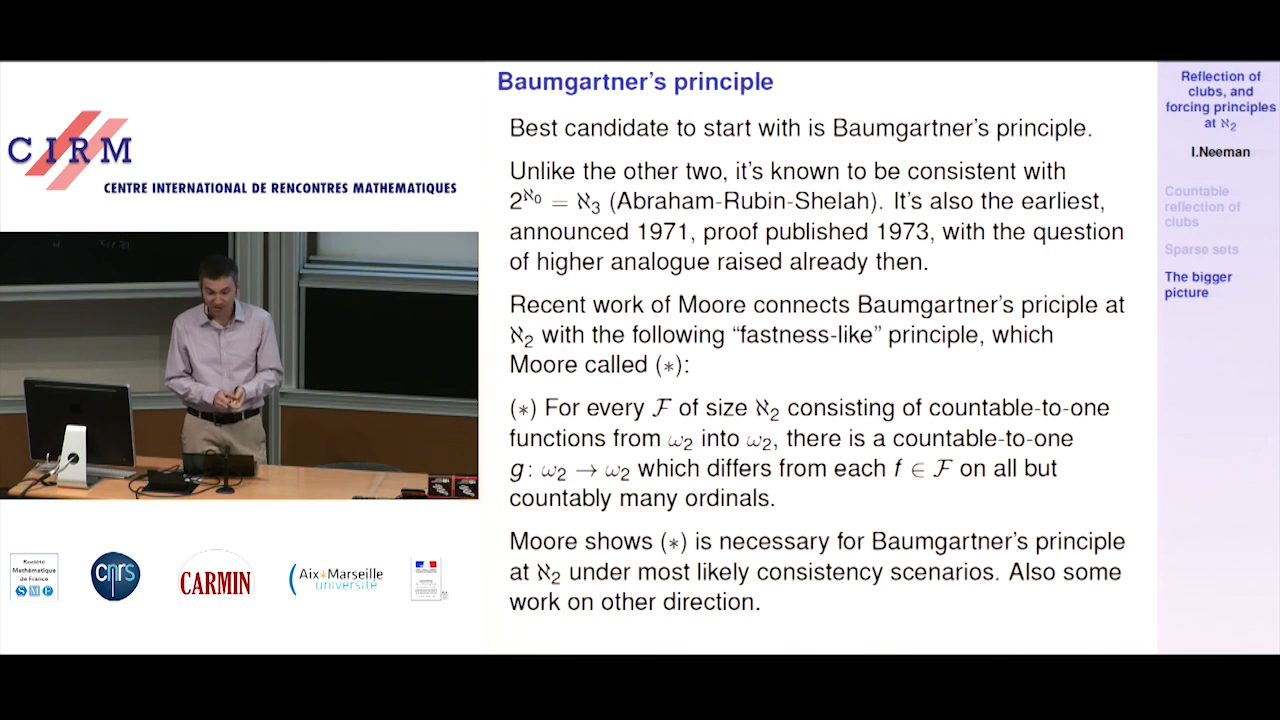 Baumgartner's principle
Best candidate to start with is Baumgartner's principle.
Unlike the other two, it's known to be consistent with
2^ℵ₀ = ℵ₃ (Abraham-Rubin-Shelah). It's also the earliest,
announced 1971, proof published 1973, with the question
of higher analogue raised already then.
Recent work of Moore connects Baumgartner's priciple at
ℵ₂ with the following “fastness-like” principle, which
Moore called (∗):
(∗) For every ℱ of size ℵ₂ consisting of countable-to-one
functions from ω₂ into ω₂, there is a countable-to-one
g: ω₂ → ω₂ which differs from each f ∈ ℱ on all but
countably many ordinals.
Moore shows (∗) is necessary for Baumgartner's principle
at ℵ₂ under most likely consistency scenarios. Also some
work on other direction.
Reflection of
clubs, and
forcing principles
at ℵ₂
I.Neeman
Countable
reflection of
clubs
Sparse sets
The bigger
picture
CIRM
CENTRE INTERNATIONAL DE RENCONTRES MATHEMATIQUES
Société
Mathématique
de France
SMF
cnrs
CARMIN
Aix∗Marseille
université